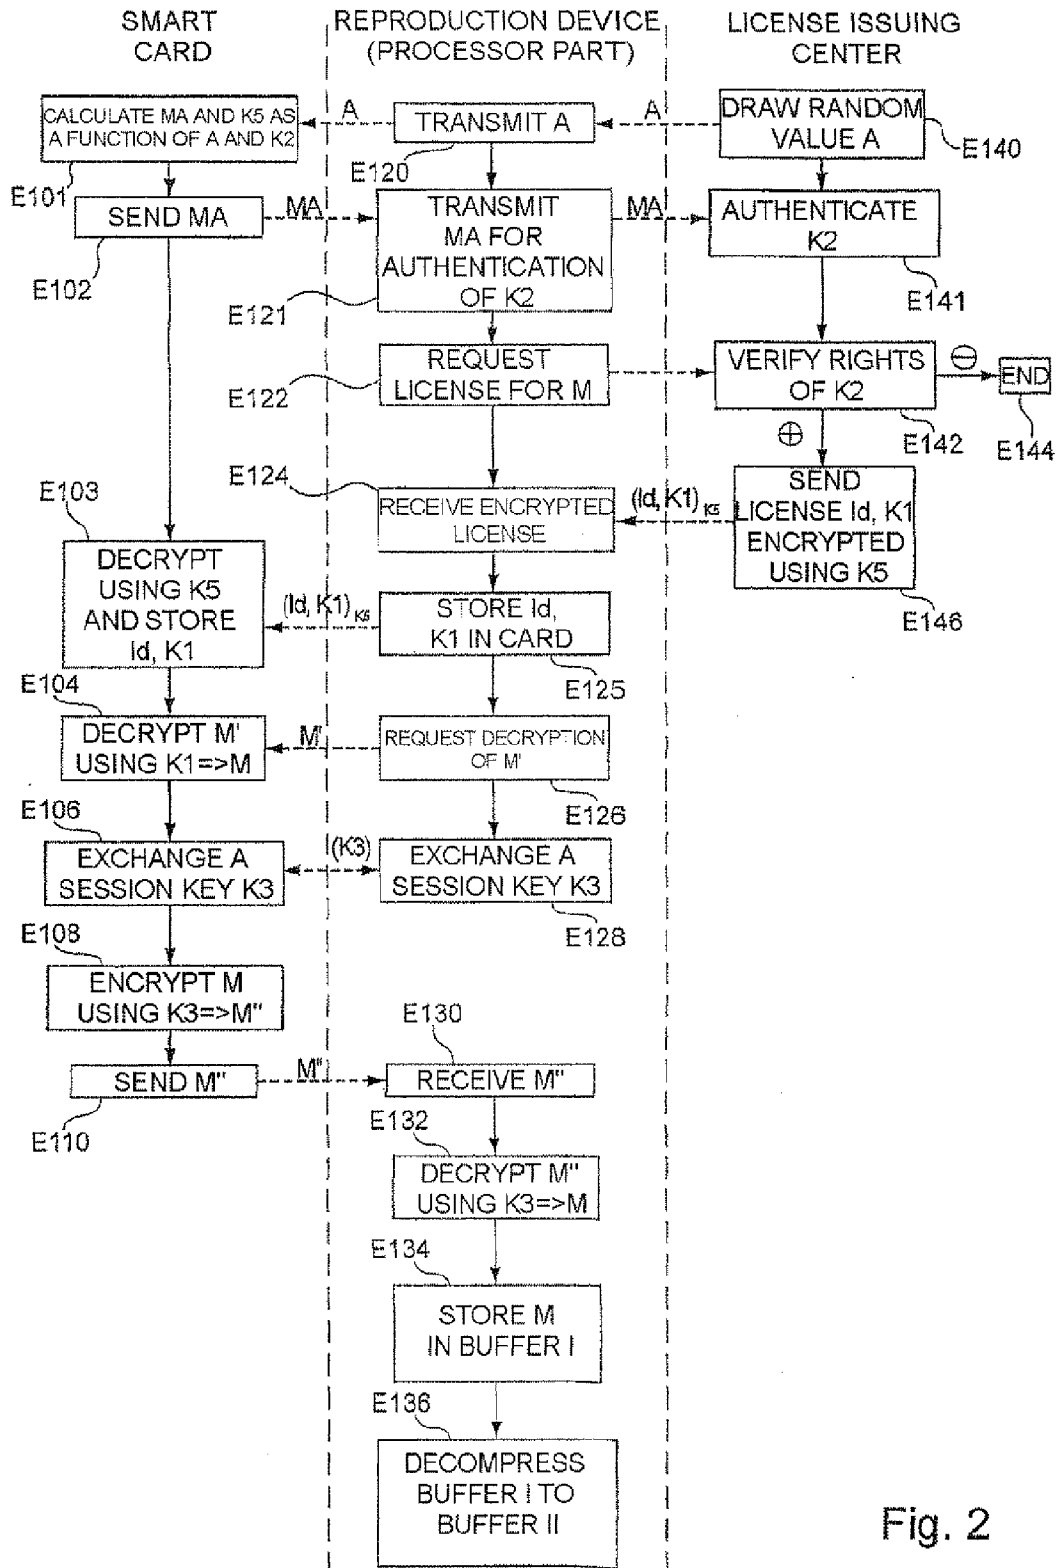 SMART
CARD
REPRODUCTION DEVICE
(PROCESSOR PART)
LICENSE ISSUING
CENTER
CALCULATE MA AND K5 AS
A FUNCTION OF A AND K2
A
TRANSMIT A
A
DRAW RANDOM
VALUE A
E101
E120
E140
SEND MA
MA
TRANSMIT
MA FOR
AUTHENTICATION
OF K2
MA
AUTHENTICATE
K2
E102
E121
E141
REQUEST
LICENSE FOR M
VERIFY RIGHTS
OF K2
⊖
END
E122
⊕
E142
E144
E124
RECEIVE ENCRYPTED
LICENSE
(Id, K1) K5
SEND
LICENSE Id, K1
ENCRYPTED
USING K5
E103
DECRYPT
USING K5
AND STORE
Id, K1
(Id, K1) K5
STORE Id,
K1 IN CARD
E146
E125
E104
DECRYPT M'
USING K1=>M
M'
REQUEST DECRYPTION
OF M'
E126
E106
EXCHANGE A
SESSION KEY K3
(K3)
EXCHANGE A
SESSION KEY K3
E128
E108
ENCRYPT M
USING K3=>M"
E130
SEND M"
M"
RECEIVE M"
E110
E132
DECRYPT M"
USING K3=>M
E134
STORE M
IN BUFFER I
E136
DECOMPRESS
BUFFER I TO
BUFFER II
Fig. 2